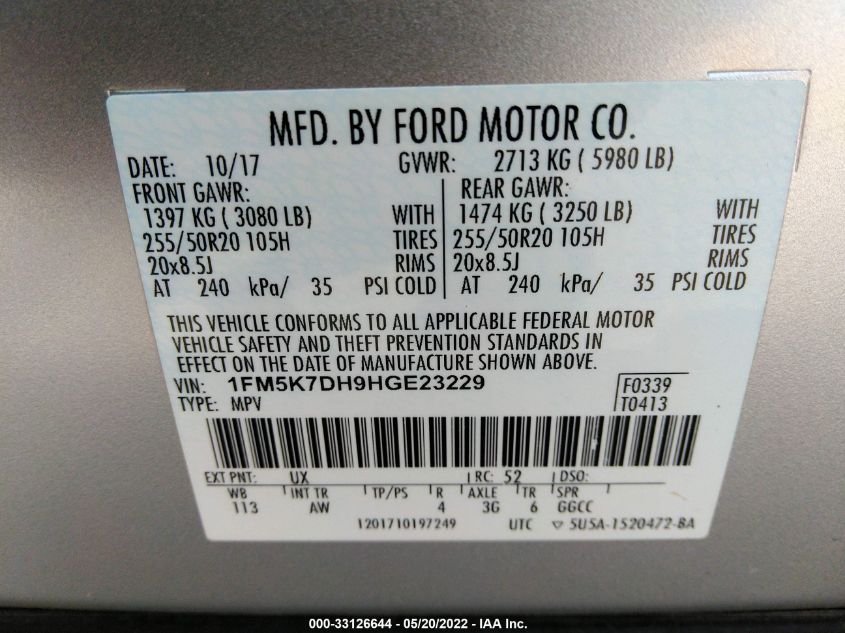 MFD. BY FORD MOTOR CO.
DATE: 10/17 GVWR: 2713 KG ( 5980 LB)
FRONT GAWR: REAR GAWR:
1397 KG ( 3080 LB) WITH 1474 KG ( 3250 LB) WITH
255/50R20 105H TIRES 255/50R20 105H TIRES
20x8.5J RIMS 20x8.5J RIMS
AT 240 kPa/ 35 PSI COLD AT 240 kPa/ 35 PSI COLD
THIS VEHICLE CONFORMS TO ALL APPLICABLE FEDERAL MOTOR
VEHICLE SAFETY AND THEFT PREVENTION STANDARDS IN
EFFECT ON THE DATE OF MANUFACTURE SHOWN ABOVE.
VIN: 1FM5K7DH9HGE23229 F0339
TYPE: MPV T0413
EXT PNT: UX RC: 52 DSO:
WB INT TR TP/PS R AXLE TR SPR
113 AW 4 3G 6 GGCC
1201710197249 UTC ▽ 5U5A-1520472-BA
000-33126644 - 05/20/2022 - IAA Inc.